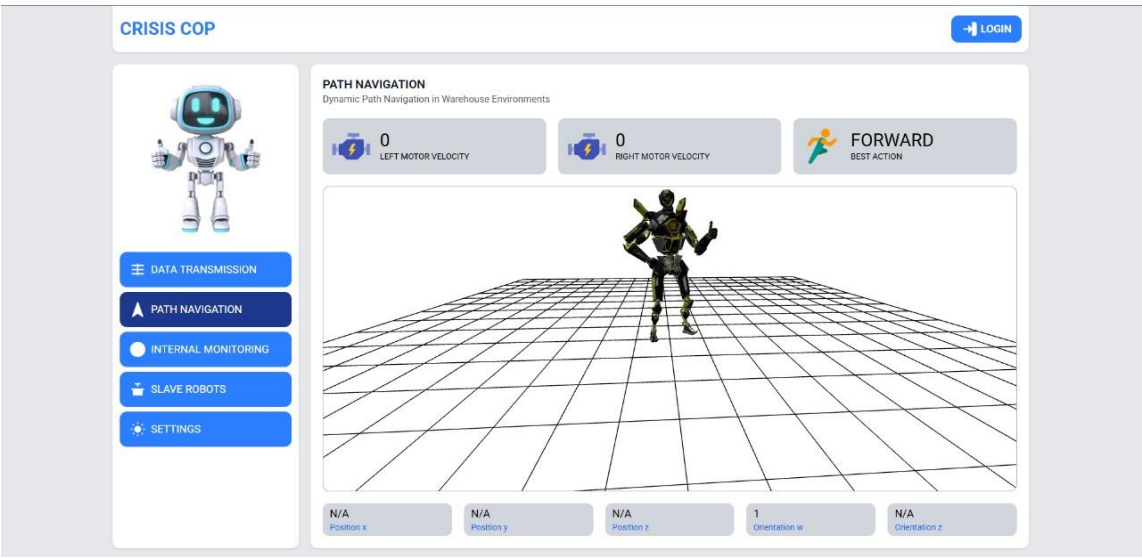 CRISIS COP
LOGIN
DATA TRANSMISSION
PATH NAVIGATION
INTERNAL MONITORING
SLAVE ROBOTS
SETTINGS
PATH NAVIGATION
Dynamic Path Navigation in Warehouse Environments
0
LEFT MOTOR VELOCITY
0
RIGHT MOTOR VELOCITY
FORWARD
BEST ACTION
N/A
Position x
N/A
Position y
N/A
Position z
1
Orientation w
N/A
Orientation z